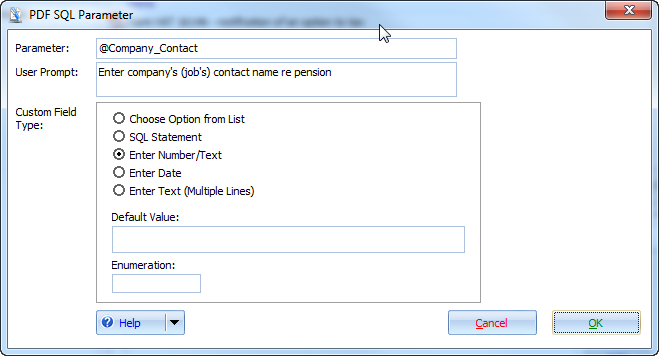 PDF SQL Parameter
Parameter:
@Company_Contact
User Prompt:
Enter company's (job's) contact name re pension
Custom Field
Type:
Choose Option from List
SQL Statement
Enter Number/Text
Enter Date
Enter Text (Multiple Lines)
Default Value:
Enumeration:
Help
Cancel
OK